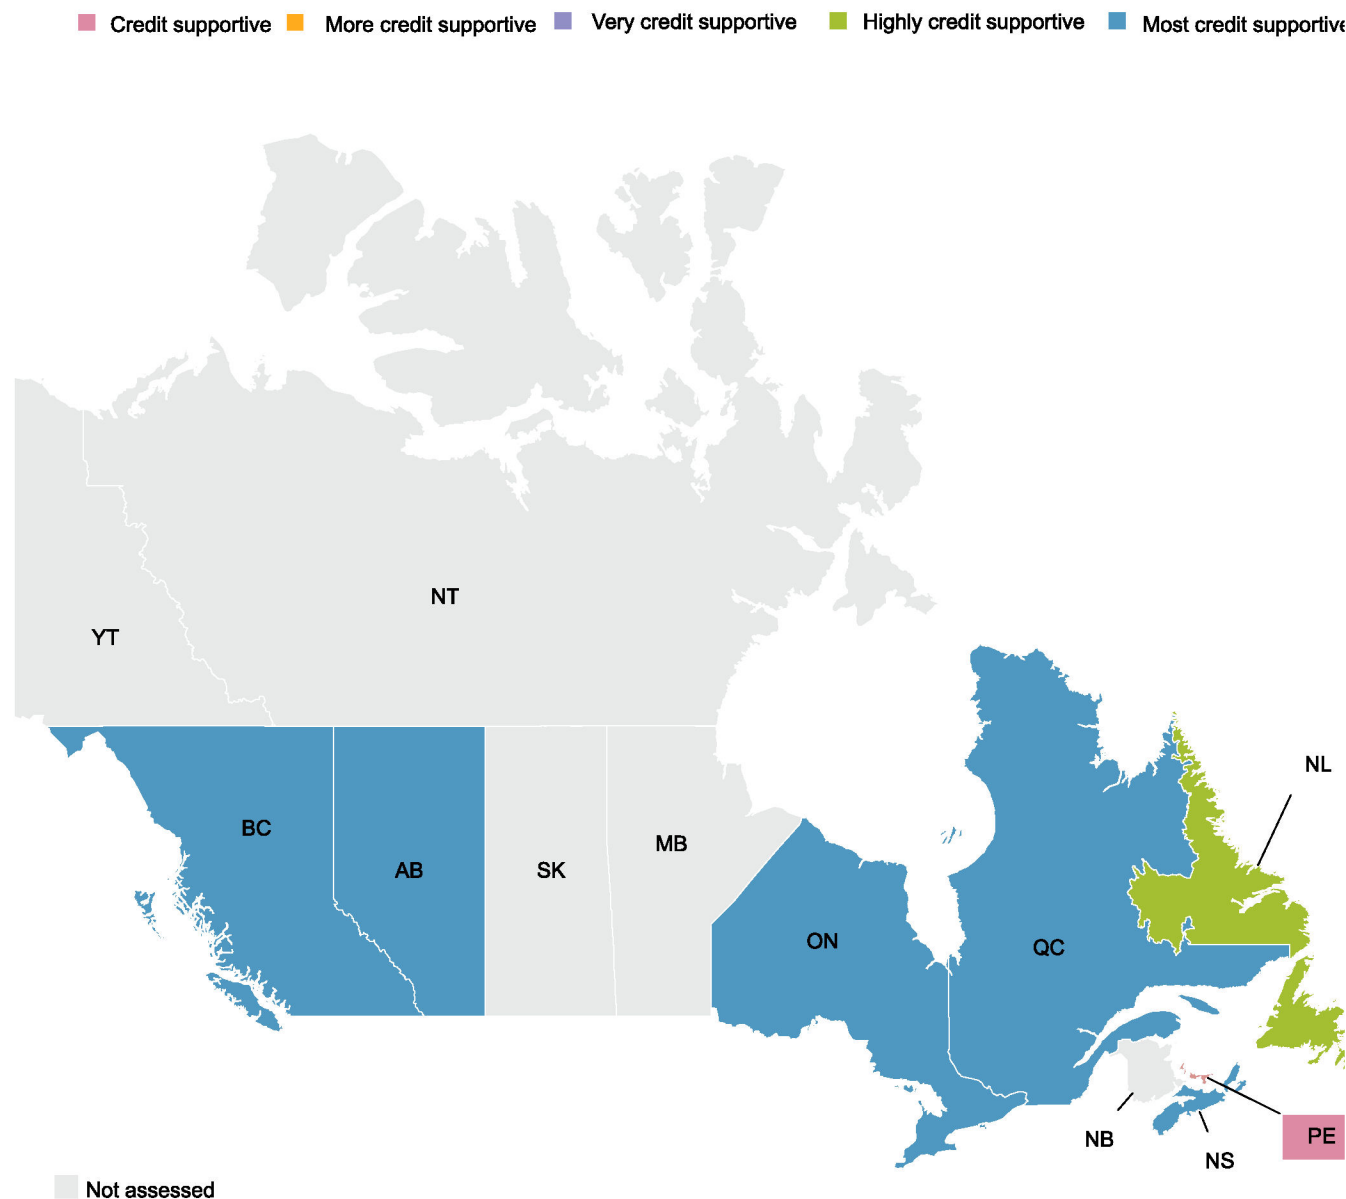 Credit supportive More credit supportive Very credit supportive Highly credit supportive Most credit supportive
NT
YT
NL
BC
MB
AB
SK
ON
QC
PE
NB
NS
Not assessed